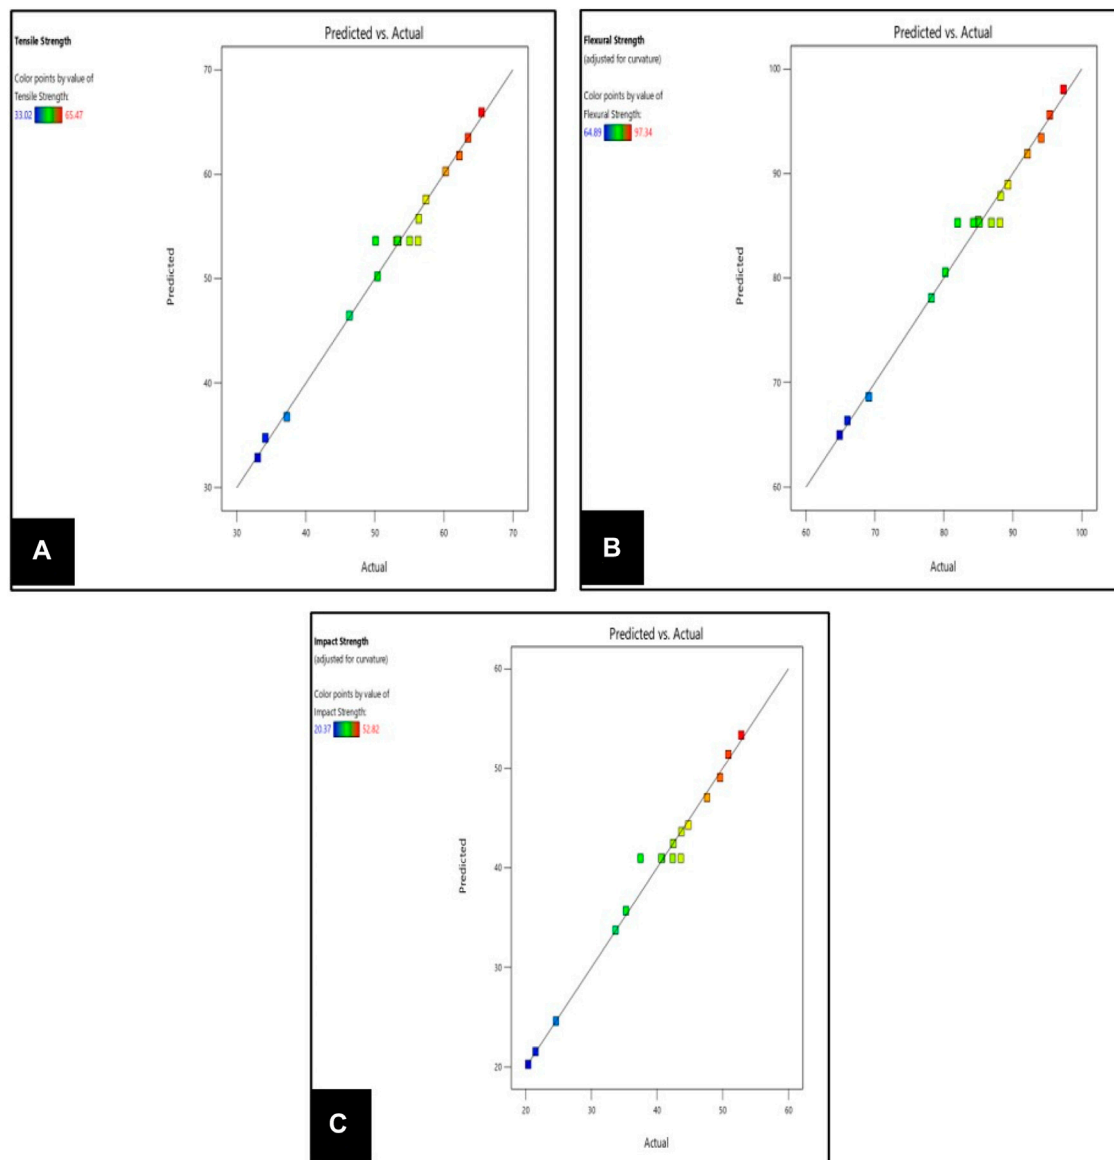 Tensile Strength
Color points by value of
Tensile Strength:
33.02 65.47
Predicted vs. Actual
70
60
50
40
30
Predicted
30 40 50 60 70
Actual
A
Flexural Strength
(adjusted for curvature)
Color points by value of
Flexural Strength:
64.89 97.34
Predicted vs. Actual
100
90
80
70
60
Predicted
60 70 80 90 100
Actual
B
Impact Strength
(adjusted for curvature)
Color points by value of
Impact Strength:
20.37 52.82
Predicted vs. Actual
60
50
40
30
20
Predicted
20 30 40 50 60
Actual
C